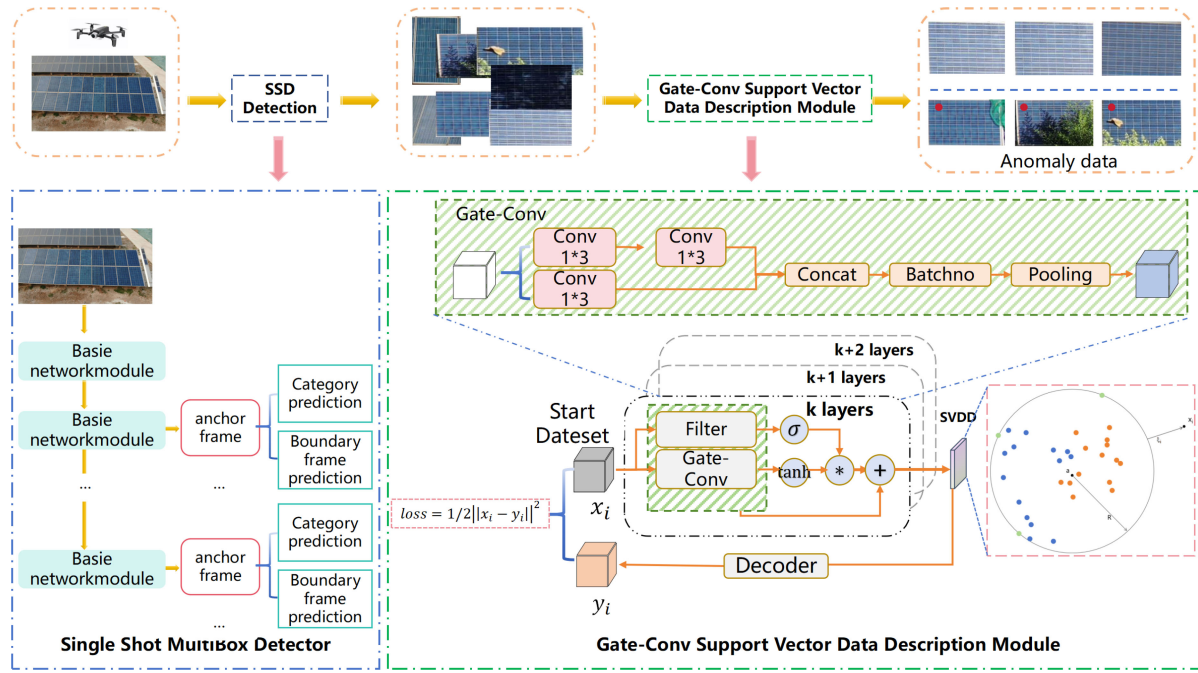 SSD
Detection
Gate-Conv Support Vector
Data Description Module
Anomaly data
Basie
networkmodule
Basie
networkmodule
anchor
frame
Category
prediction
Boundary
frame
prediction
...
...
Basie
networkmodule
anchor
frame
Category
prediction
Boundary
frame
prediction
...
Single Shot MultiBox Detector
Gate-Conv
Conv
1*3
Conv
1*3
Conv
1*3
Concat
Batchno
Pooling
k+2 layers
k+1 layers
k layers
Start
Dateset
Filter
Gate-
Conv
σ
tanh
*
+
SVDD
x_i
loss = 1/2||x_i − y_i||²
y_i
Decoder
a
R
Gate-Conv Support Vector Data Description Module